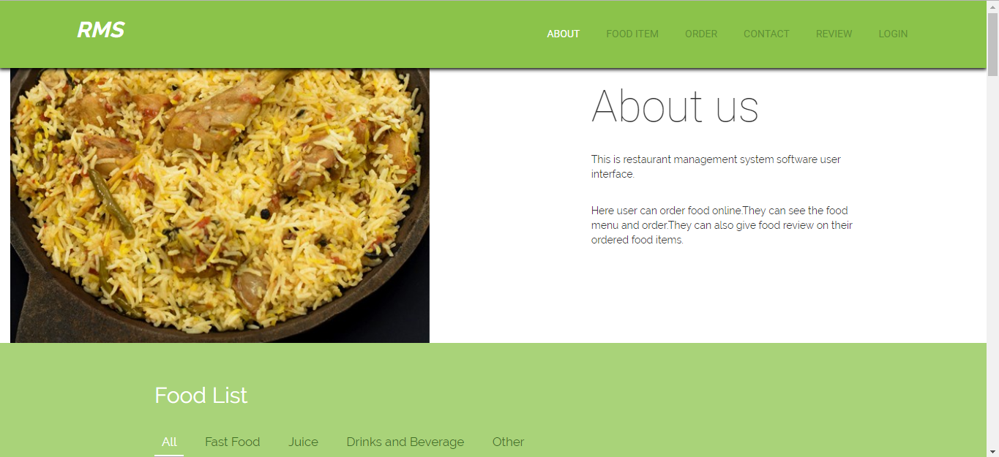 RMS
ABOUT FOOD ITEM ORDER CONTACT REVIEW LOGIN
About us
This is restaurant management system software user
interface.
Here user can order food online.They can see the food
menu and order.They can also give food review on their
ordered food items.
Food List
All Fast Food Juice Drinks and Beverage Other